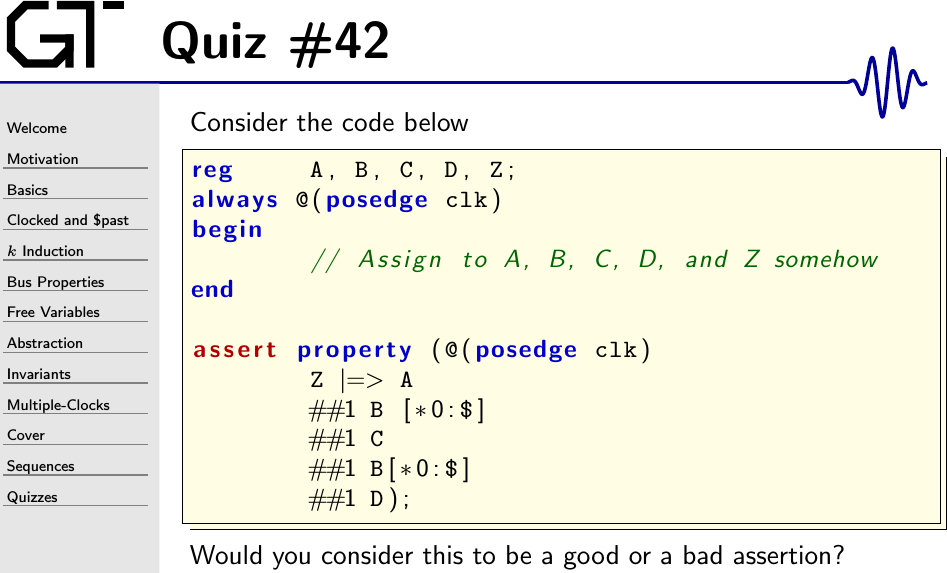 GT
Quiz #42
Welcome
Motivation
Basics
Clocked and $past
k Induction
Bus Properties
Free Variables
Abstraction
Invariants
Multiple-Clocks
Cover
Sequences
Quizzes
Consider the code below
reg A, B, C, D, Z;
always @(posedge clk)
begin
// Assign to A, B, C, D, and Z somehow
end
assert property (@(posedge clk)
Z |=> A
##1 B [*0:$]
##1 C
##1 B[*0:$]
##1 D);
Would you consider this to be a good or a bad assertion?